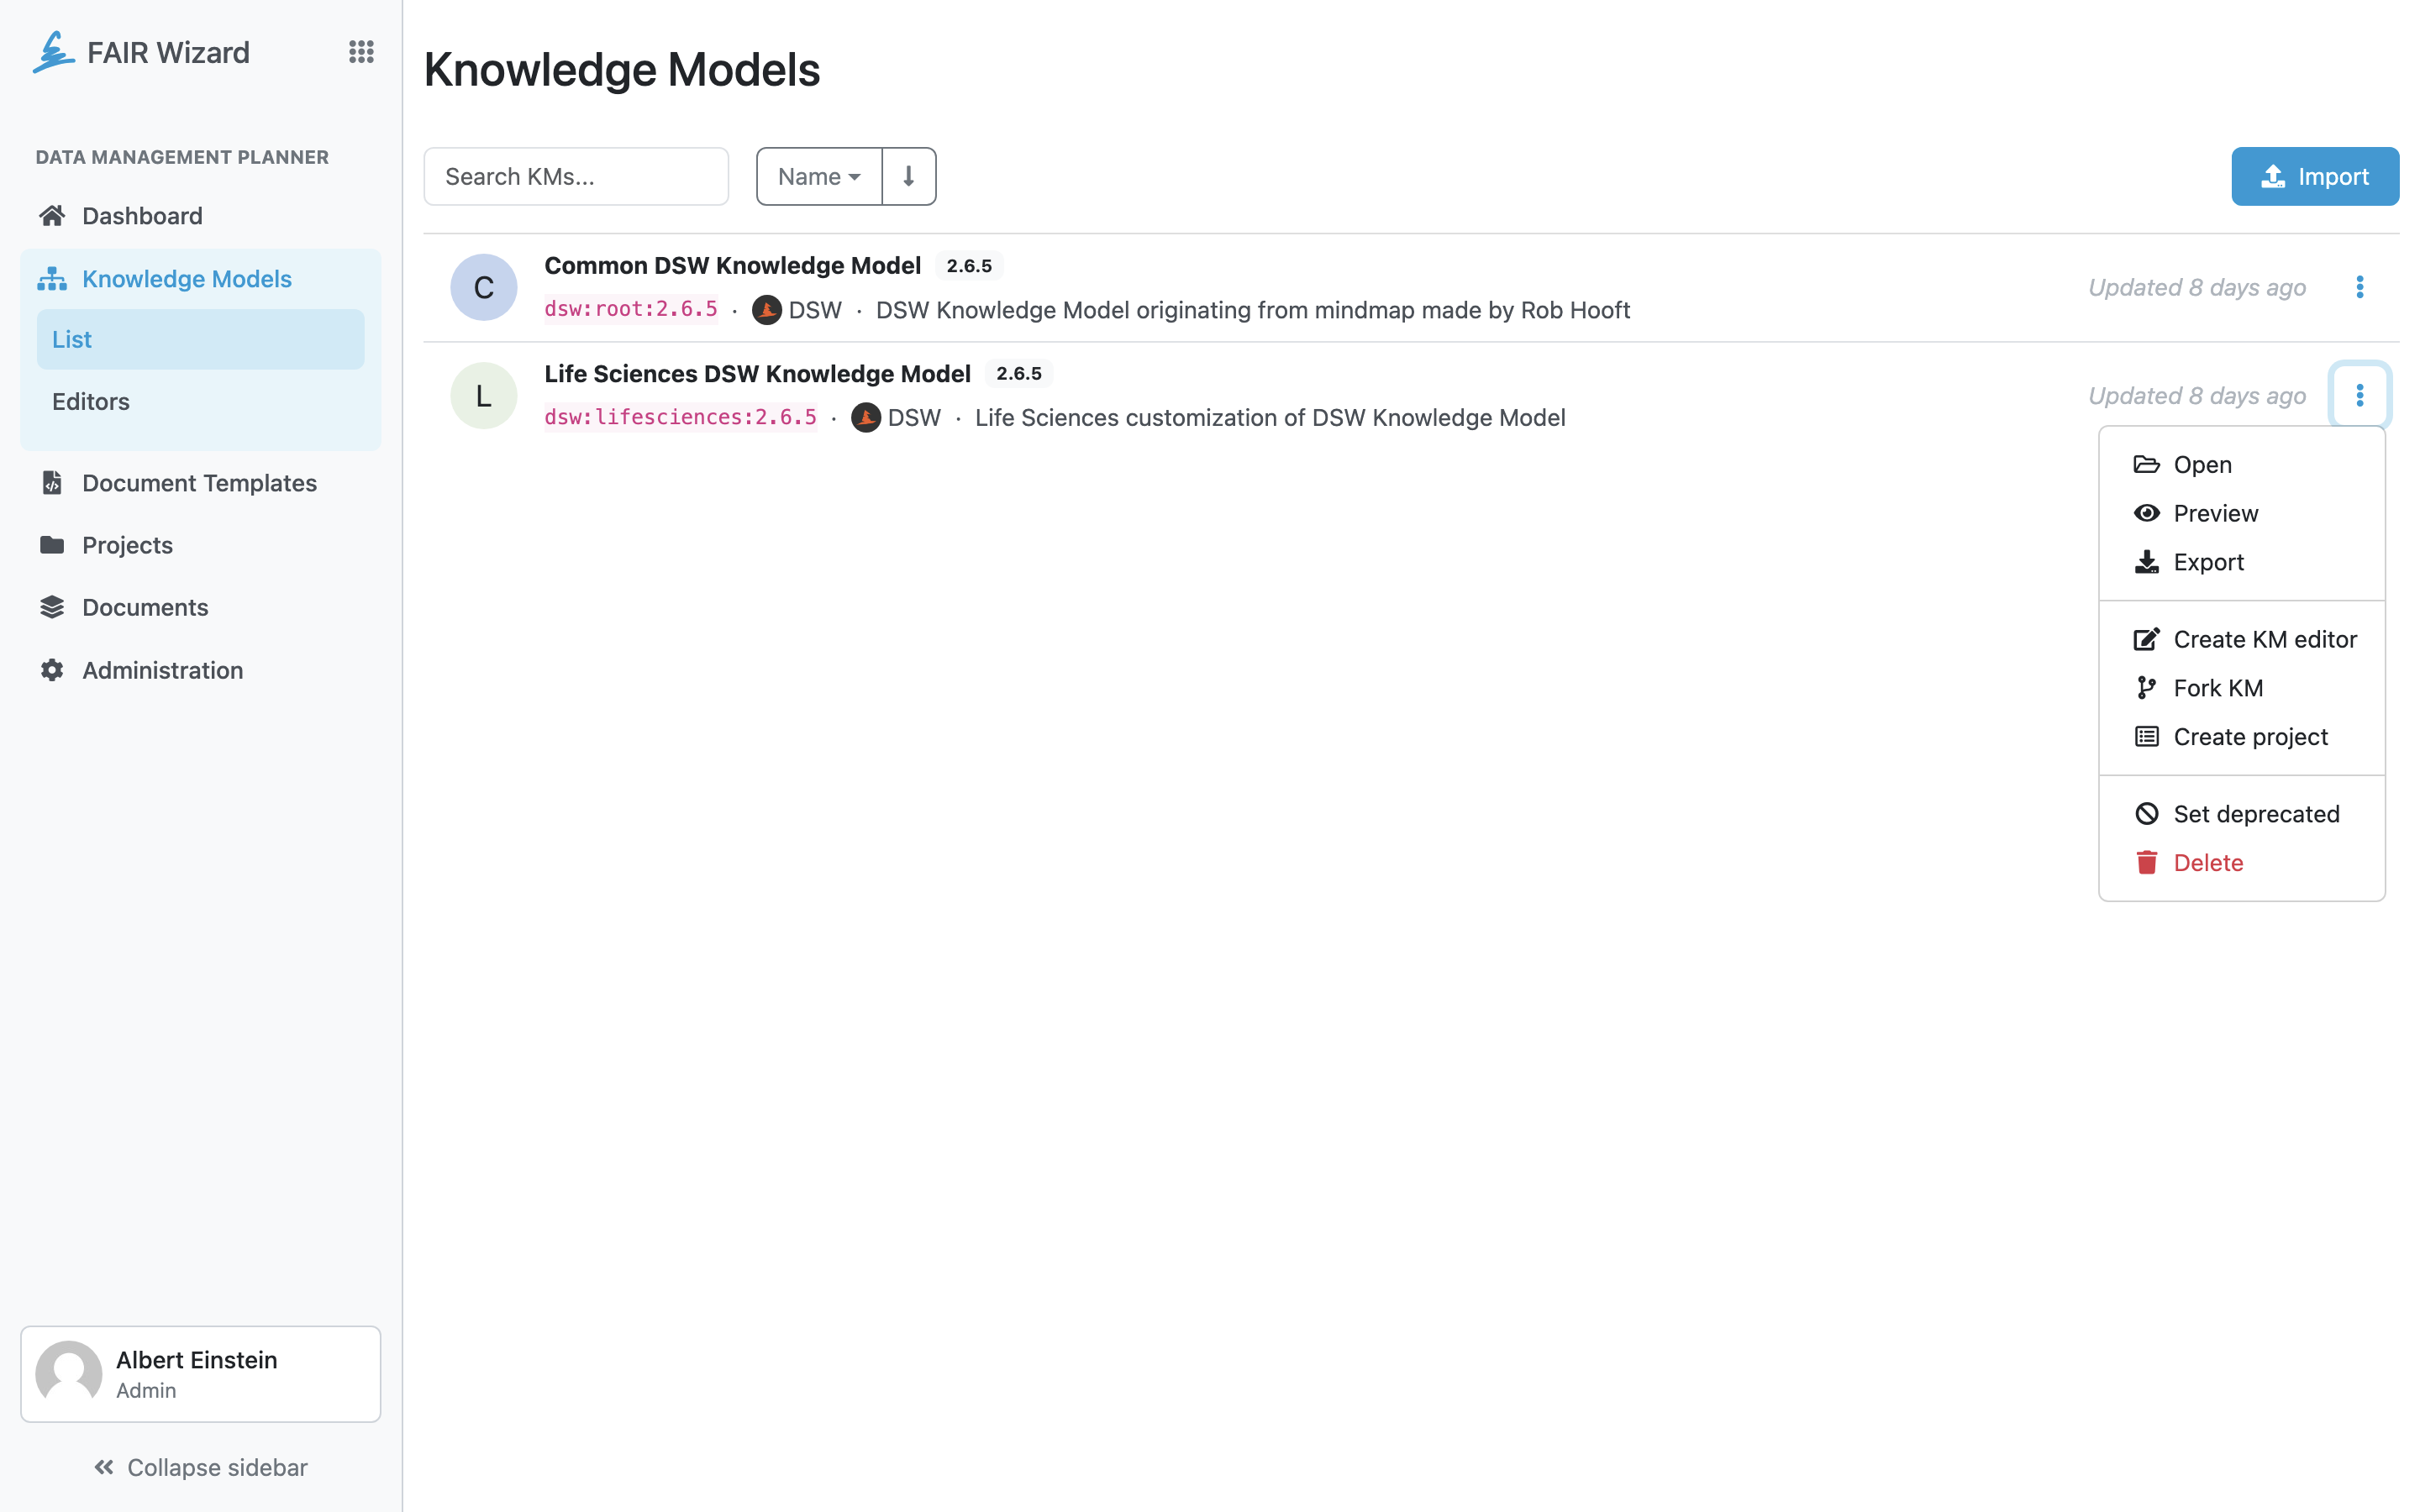 FAIR Wizard
DATA MANAGEMENT PLANNER
Dashboard
Knowledge Models
List
Editors
Document Templates
Projects
Documents
Administration
Albert Einstein
Admin
Collapse sidebar
Knowledge Models
Search KMs...
Name
Import
C
Common DSW Knowledge Model 2.6.5
dsw:root:2.6.5 · DSW · DSW Knowledge Model originating from mindmap made by Rob Hooft
Updated 8 days ago
L
Life Sciences DSW Knowledge Model 2.6.5
dsw:lifesciences:2.6.5 · DSW · Life Sciences customization of DSW Knowledge Model
Updated 8 days ago
Open
Preview
Export
Create KM editor
Fork KM
Create project
Set deprecated
Delete